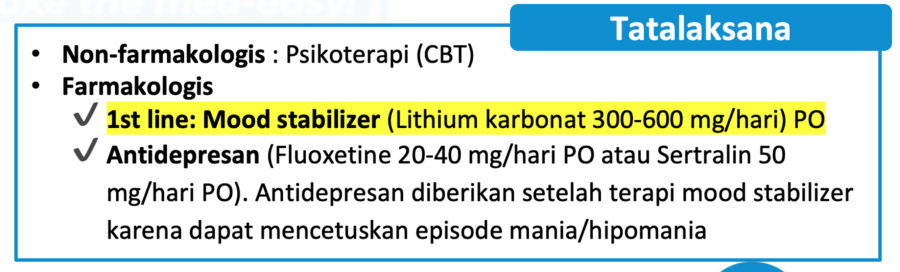 Tatalaksana
• Non-farmakologis : Psikoterapi (CBT)
• Farmakologis
✓ 1st line: Mood stabilizer (Lithium karbonat 300-600 mg/hari) PO
✓ Antidepresan (Fluoxetine 20-40 mg/hari PO atau Sertralin 50
mg/hari PO). Antidepresan diberikan setelah terapi mood stabilizer
karena dapat mencetuskan episode mania/hipomania